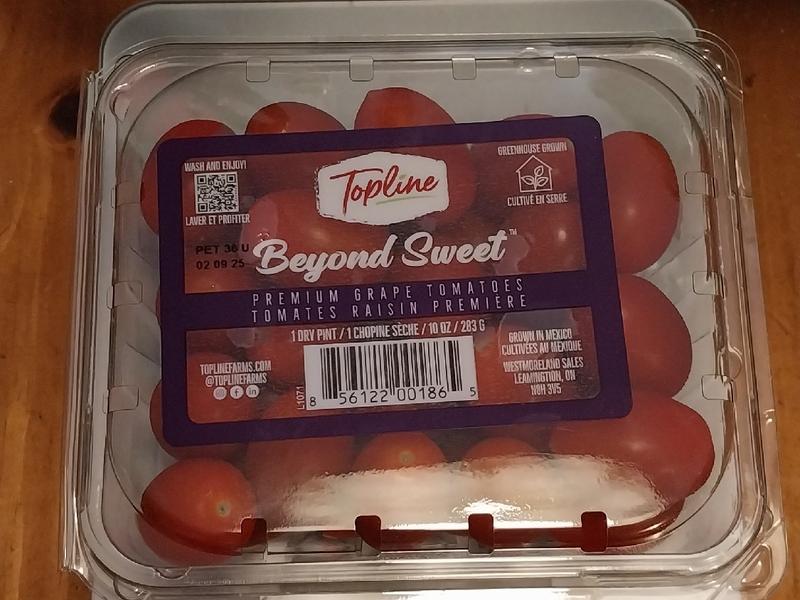 WASH AND ENJOY!
LAVER ET PROFITER
Topline
GREENHOUSE GROWN
CULTIVÉ EN SERRE
PET 36 U
02 09 25
Beyond Sweet™
PREMIUM GRAPE TOMATOES
TOMATES RAISIN PREMIÈRE
1 DRY PINT / 1 CHOPINE SÈCHE / 10 OZ / 283 G
TOPLINEFARMS.COM
@TOPLINEFARMS
L1071
8 56122 00186 5
GROWN IN MEXICO
CULTIVÉES AU MEXIQUE
WESTMORELAND SALES
LEAMINGTON, ON
N8H 3V5